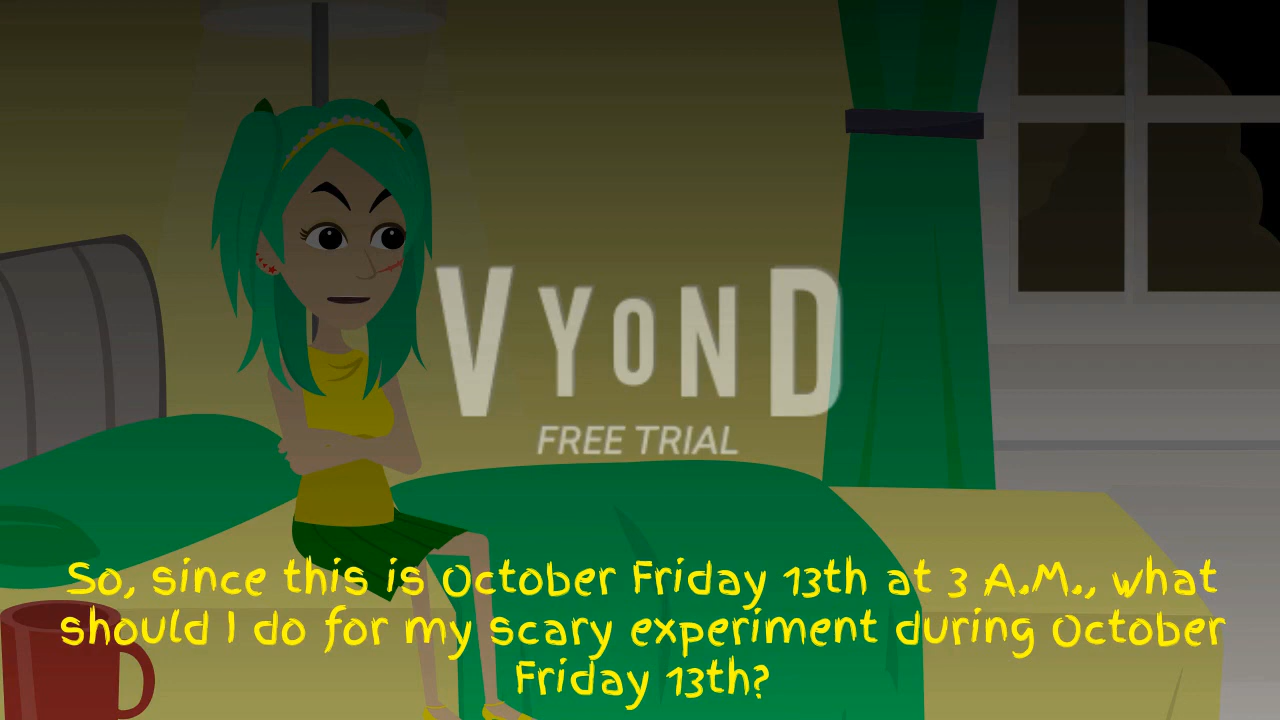 VYOND
FREE TRIAL
So, since this is October Friday 13th at 3 A.M., what
should I do for my scary experiment during October
Friday 13th?